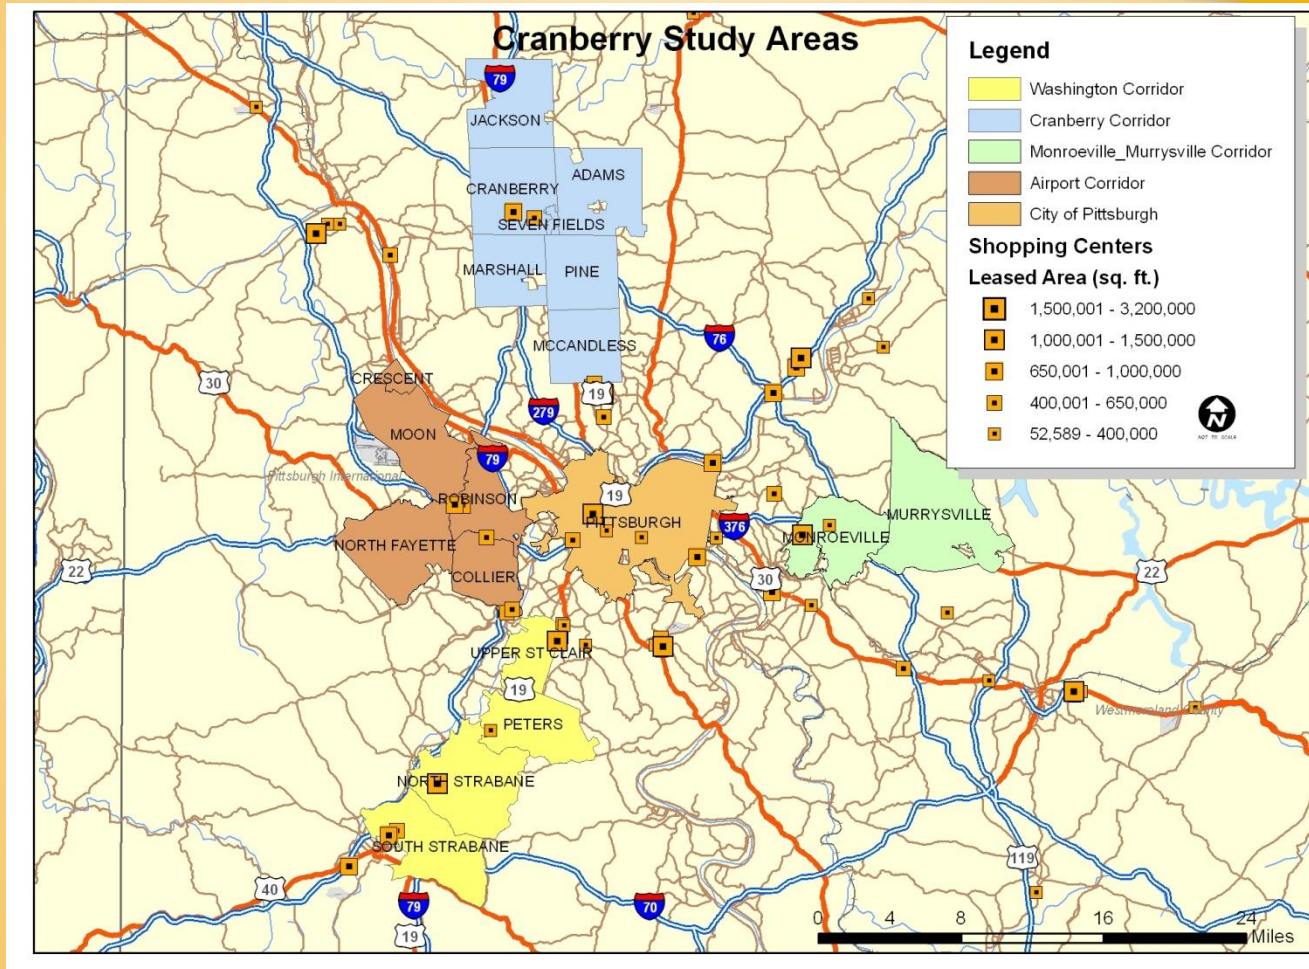 Cranberry Study Areas
Legend
Washington Corridor
Cranberry Corridor
Monroeville_Murrysville Corridor
Airport Corridor
City of Pittsburgh
Shopping Centers
Leased Area (sq. ft.)
1,500,001 - 3,200,000
1,000,001 - 1,500,000
650,001 - 1,000,000
400,001 - 650,000
52,589 - 400,000
N
NOT TO SCALE
79
JACKSON
ADAMS
CRANBERRY
SEVEN FIELDS
MARSHALL
PINE
76
MCCANDLESS
CRESCENT
30
19
279
MOON
79
Pittsburgh International
ROBINSON
19
PITTSBURGH
376
MURRYSVILLE
MONROEVILLE
NORTH FAYETTE
22
COLLIER
30
22
UPPER ST CLAIR
19
PETERS
Westmoreland County
NORTH STRABANE
SOUTH STRABANE
119
40
79
70
19
0 4 8 16 24
Miles